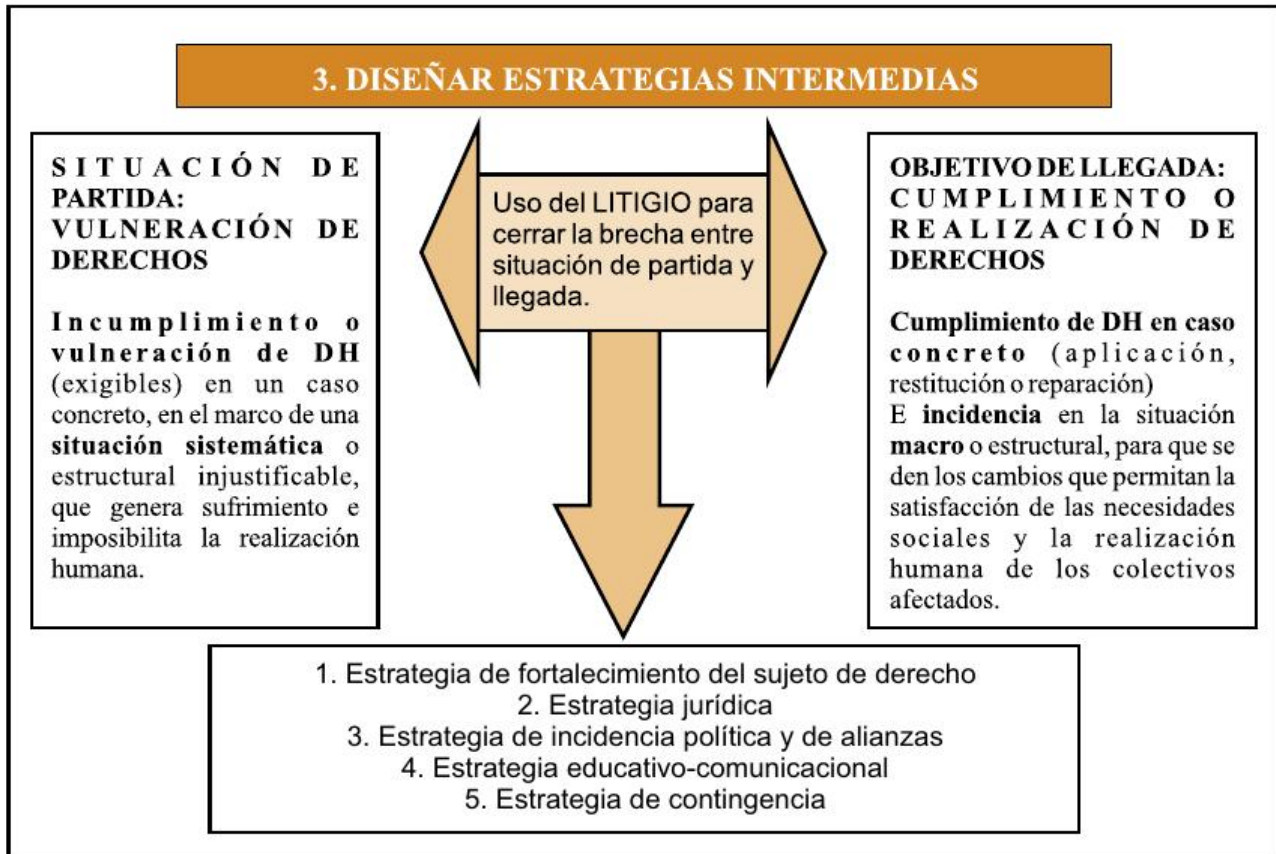 3. DISEÑAR ESTRATEGIAS INTERMEDIAS
SITUACIÓN DE
PARTIDA:
VULNERACIÓN DE
DERECHOS
Incumplimiento o
vulneración de DH
(exigibles) en un caso
concreto, en el marco de una
situación sistemática o
estructural injustificable,
que genera sufrimiento e
imposibilita la realización
humana.
Uso del LITIGIO para
cerrar la brecha entre
situación de partida y
llegada.
OBJETIVO DE LLEGADA:
CUMPLIMIENTO O
REALIZACIÓN DE
DERECHOS
Cumplimiento de DH en caso
concreto (aplicación,
restitución o reparación)
E incidencia en la situación
macro o estructural, para que se
den los cambios que permitan la
satisfacción de las necesidades
sociales y la realización
humana de los colectivos
afectados.
1. Estrategia de fortalecimiento del sujeto de derecho
2. Estrategia jurídica
3. Estrategia de incidencia política y de alianzas
4. Estrategia educativo-comunicacional
5. Estrategia de contingencia